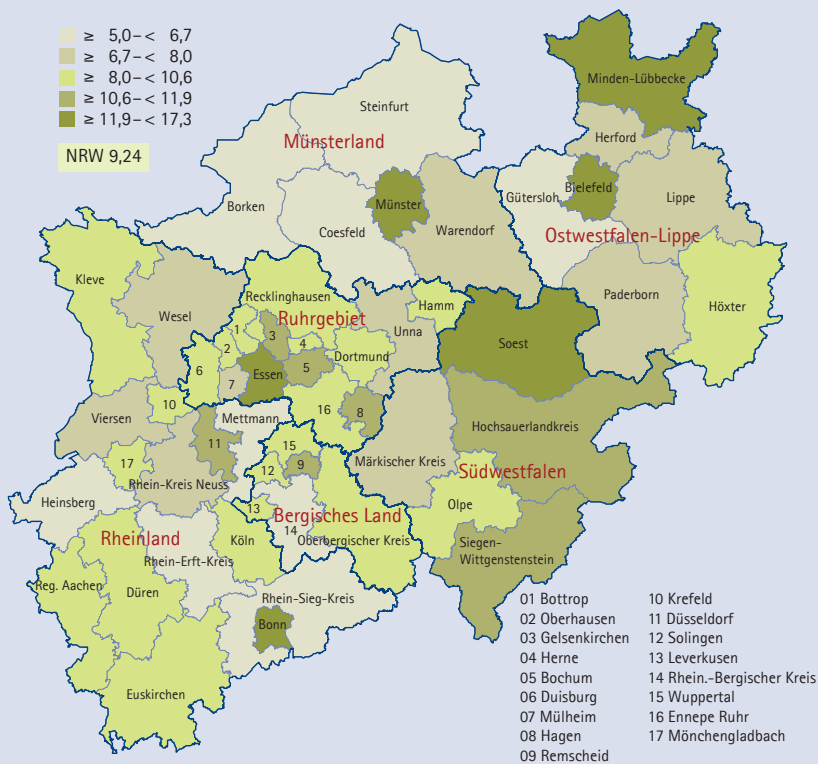 ≥ 5,0 – < 6,7
≥ 6,7 – < 8,0
≥ 8,0 – < 10,6
≥ 10,6 – < 11,9
≥ 11,9 – < 17,3
NRW 9,24
Minden-Lübbecke
Steinfurt
Münsterland
Herford
Borken
Münster
Gütersloh
Bielefeld
Lippe
Coesfeld
Warendorf
Ostwestfalen-Lippe
Kleve
Recklinghausen
Paderborn
Höxter
Wesel
Ruhrgebiet
Hamm
1
3
Unna
2
4
Dortmund
Soest
6
7
Essen
5
10
16
8
Viersen
Mettmann
11
Hochsauerlandkreis
15
17
12
9
Märkischer Kreis
Südwestfalen
Rhein-Kreis Neuss
Heinsberg
13
Olpe
Bergisches Land
Rheinland
14
Köln
Oberbergischer Kreis
Siegen-
Wittgenstenstein
Rhein-Erft-Kreis
Reg. Aachen
Düren
Rhein-Sieg-Kreis
Bonn
Euskirchen
01 Bottrop
02 Oberhausen
03 Gelsenkirchen
04 Herne
05 Bochum
06 Duisburg
07 Mülheim
08 Hagen
09 Remscheid
10 Krefeld
11 Düsseldorf
12 Solingen
13 Leverkusen
14 Rhein.-Bergischer Kreis
15 Wuppertal
16 Ennepe Ruhr
17 Mönchengladbach